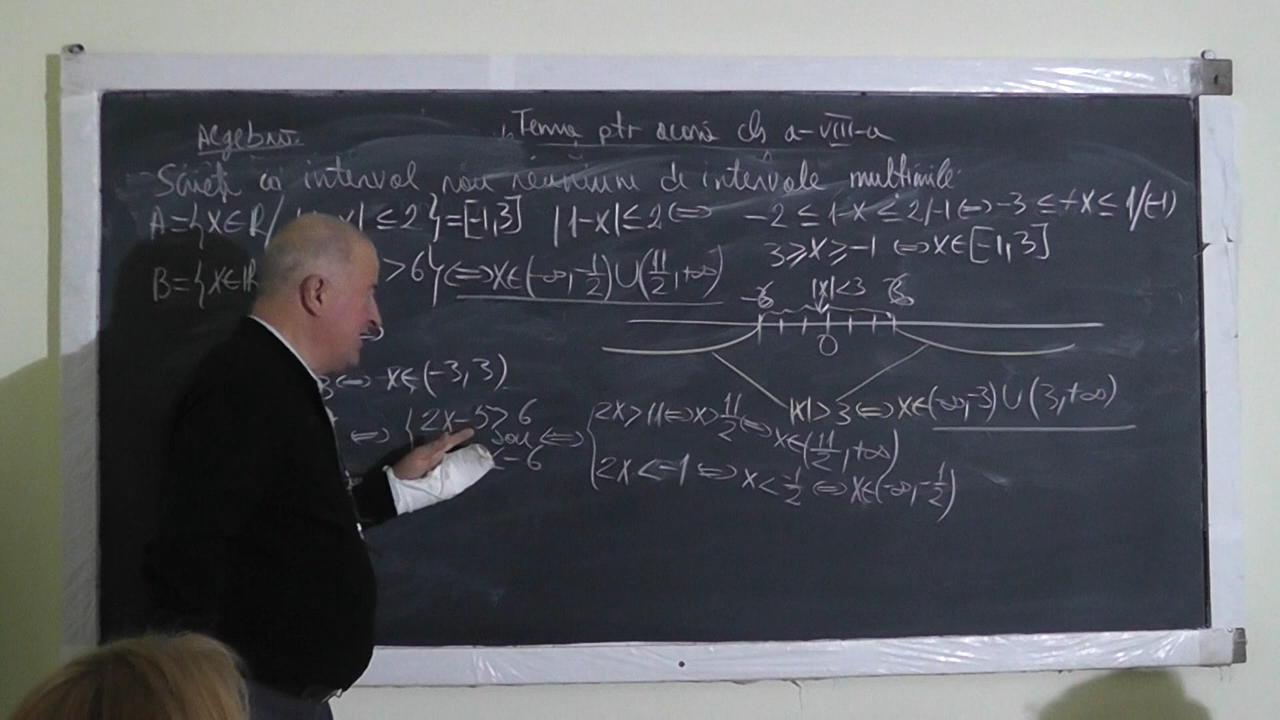 Algebra.
Tema ptr acasă cls a-VIII-a
Scrieți ca interval sau reuniune de intervale mulțimile
A={x∈R/ |≤2}=[-1,3] |1-x|≤2⇔ -2≤1-x≤2/-1⇔-3≤-x≤1/(-1)
3≥x≥-1 ⇔x∈[-1,3]
B={x∈R >6}⇔x∈(-∞,-1/2)∪(11/2,+∞)
|x|<3
0
⇔ x∈(-3,3)
|x|>3⇔x∈(-∞,-3)∪(3,+∞)
⇔ {2x-5>6
sau ⇔
<-6
{2x>11⇔x>11/2⇔
x∈(11/2,+∞)
2x<-1⇔x<-1/2⇔x∈(-∞,-1/2)